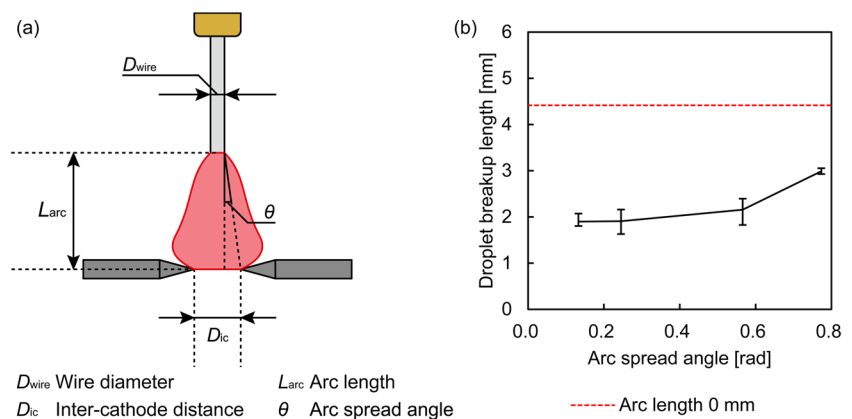 (a)
Dwire
Larc
θ
Dic
Dwire Wire diameter
Larc Arc length
Dic Inter-cathode distance
θ Arc spread angle
(b)
Droplet breakup length [mm]
6
5
4
3
2
1
0
0.0 0.2 0.4 0.6 0.8
Arc spread angle [rad]
Arc length 0 mm